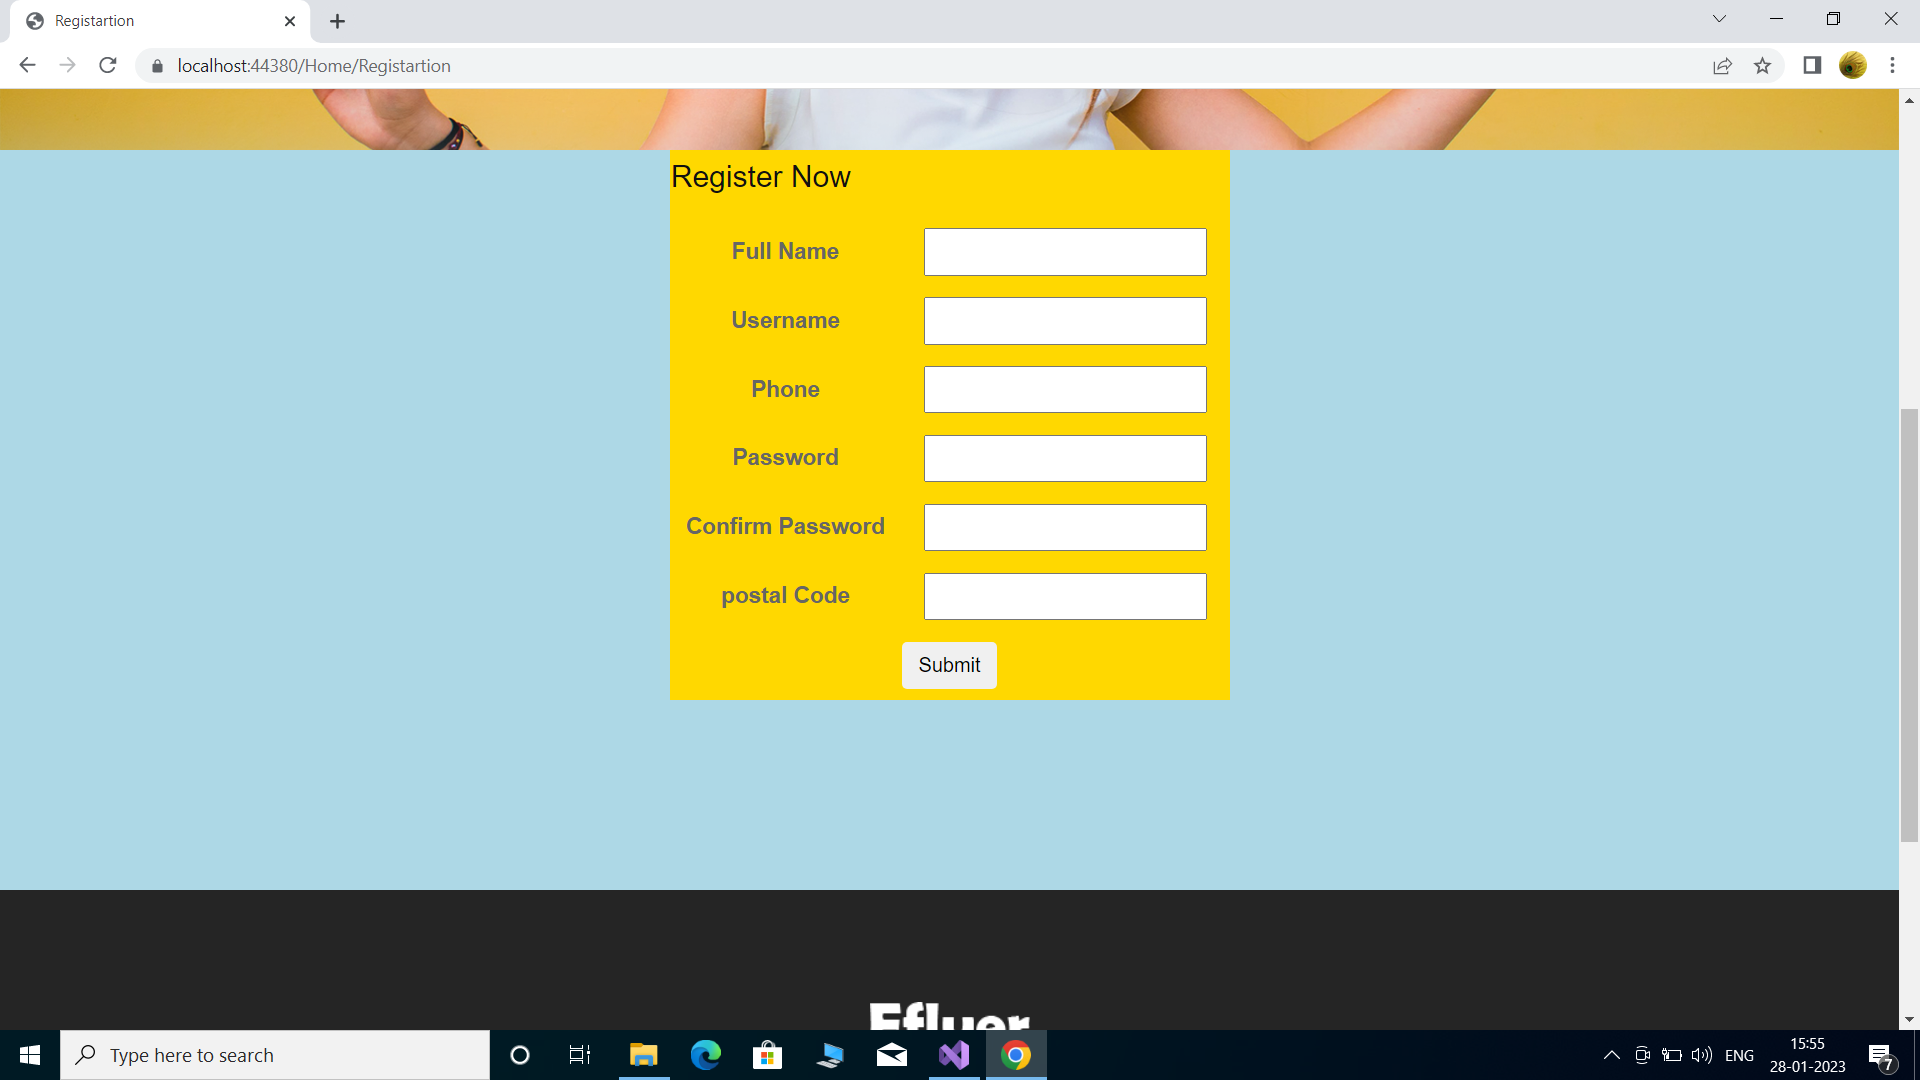 Registartion
localhost:44380/Home/Registartion
Register Now
Full Name
Username
Phone
Password
Confirm Password
postal Code
Submit
Efluer
Type here to search
ENG
15:55
28-01-2023
7